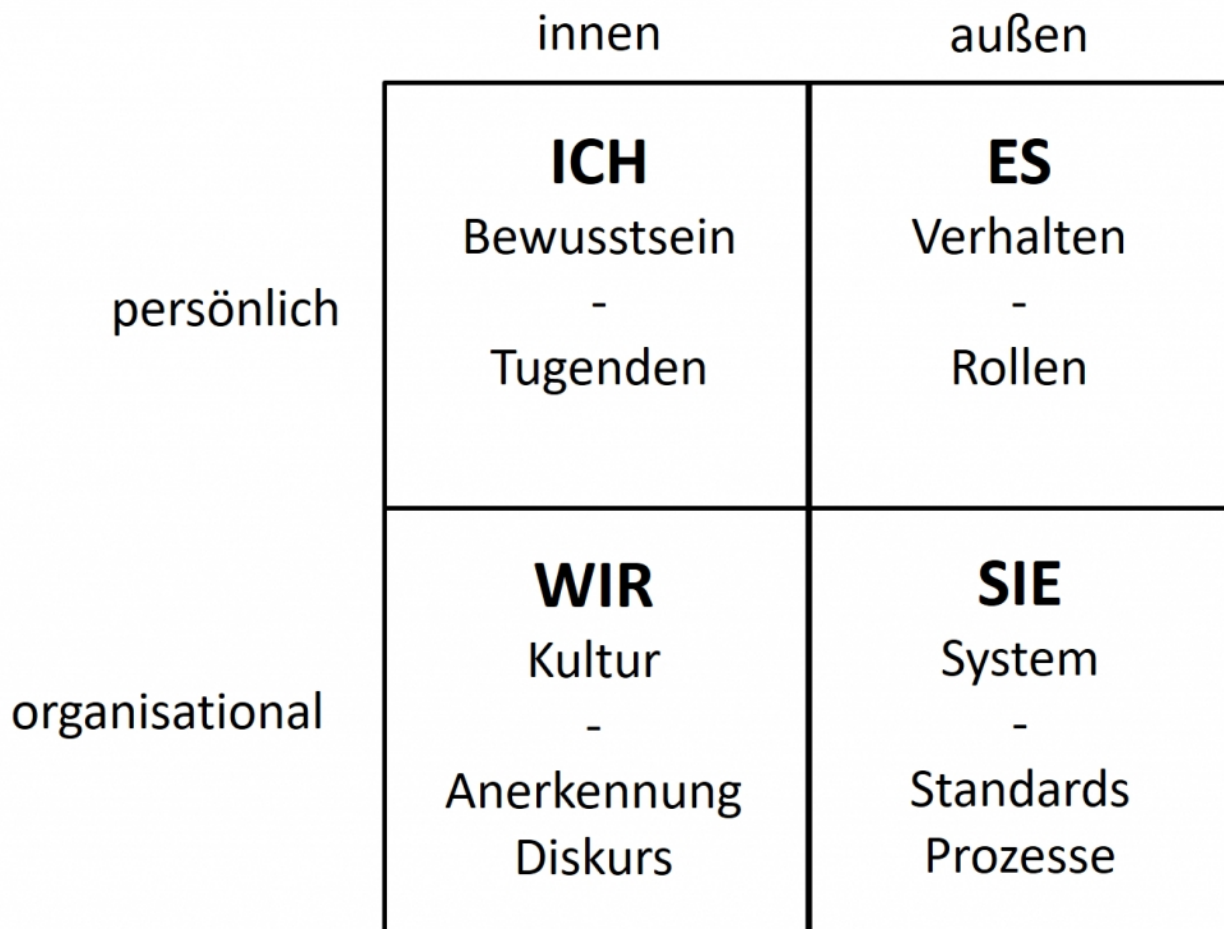 innen außen
ICH ES
Bewusstsein Verhalten
- -
persönlich
Tugenden Rollen
WIR SIE
Kultur System
organisational
- -
Anerkennung Standards
Diskurs Prozesse